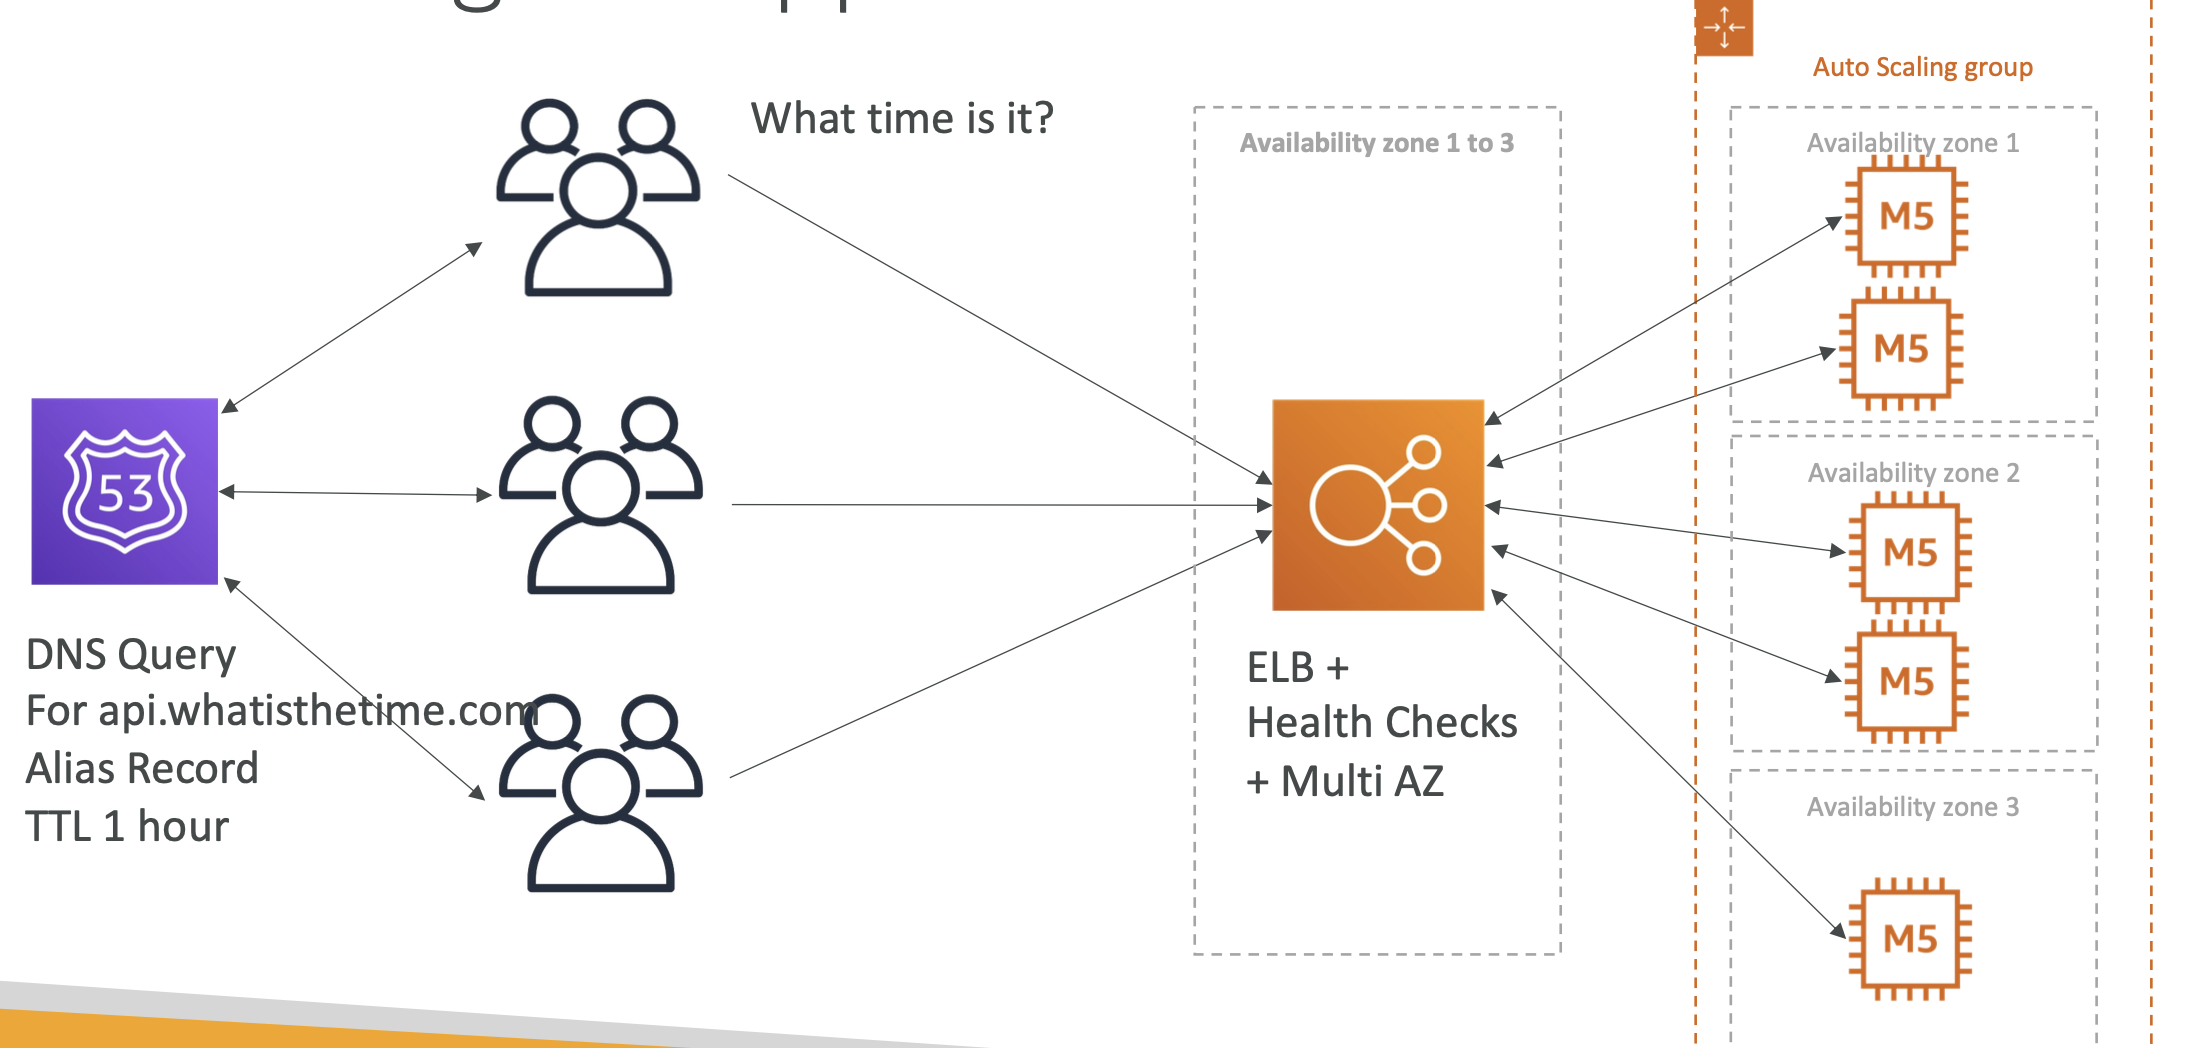 What time is it?
Auto Scaling group
Availability zone 1 to 3
Availability zone 1
M5
M5
Availability zone 2
M5
M5
Availability zone 3
M5
53
DNS Query
For api.whatisthetime.com
Alias Record
TTL 1 hour
ELB +
Health Checks
+ Multi AZ